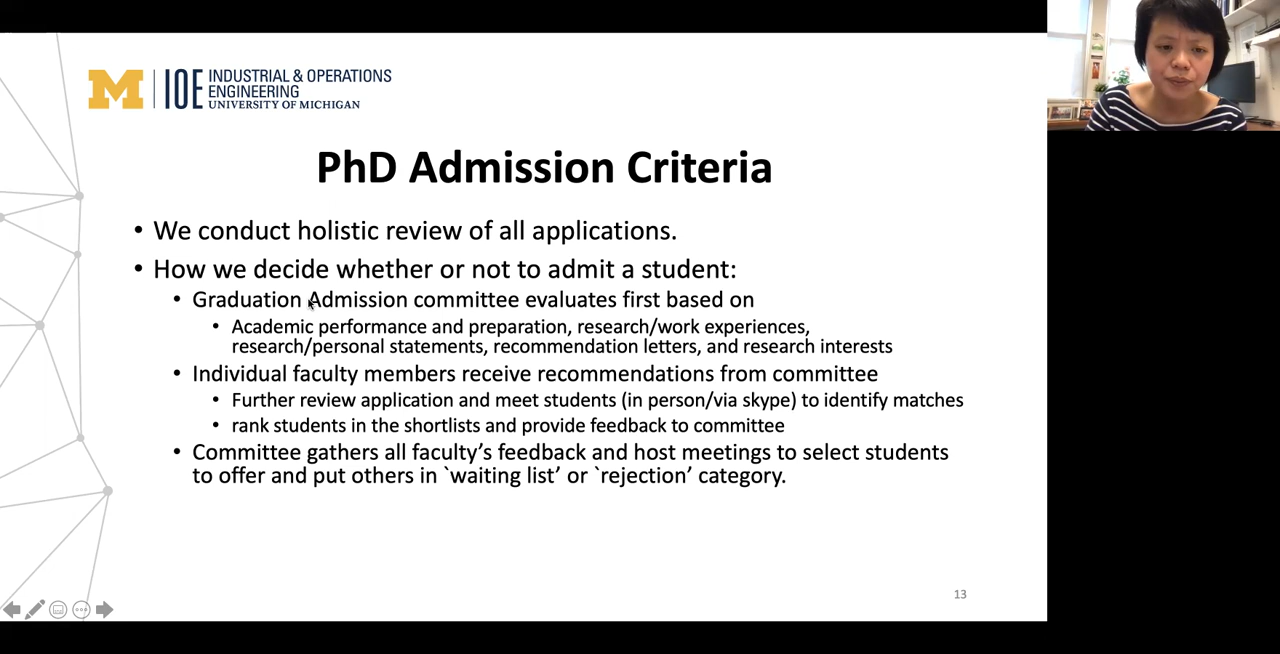 M IOE INDUSTRIAL & OPERATIONS
ENGINEERING
UNIVERSITY OF MICHIGAN
PhD Admission Criteria
• We conduct holistic review of all applications.
• How we decide whether or not to admit a student:
• Graduation Admission committee evaluates first based on
• Academic performance and preparation, research/work experiences,
research/personal statements, recommendation letters, and research interests
• Individual faculty members receive recommendations from committee
• Further review application and meet students (in person/via skype) to identify matches
• rank students in the shortlists and provide feedback to committee
• Committee gathers all faculty’s feedback and host meetings to select students
to offer and put others in `waiting list’ or `rejection’ category.
13